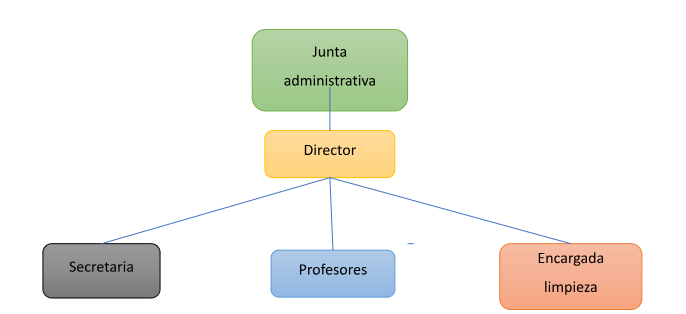 Junta
administrativa
Director
Secretaria
Profesores
Encargada
limpieza